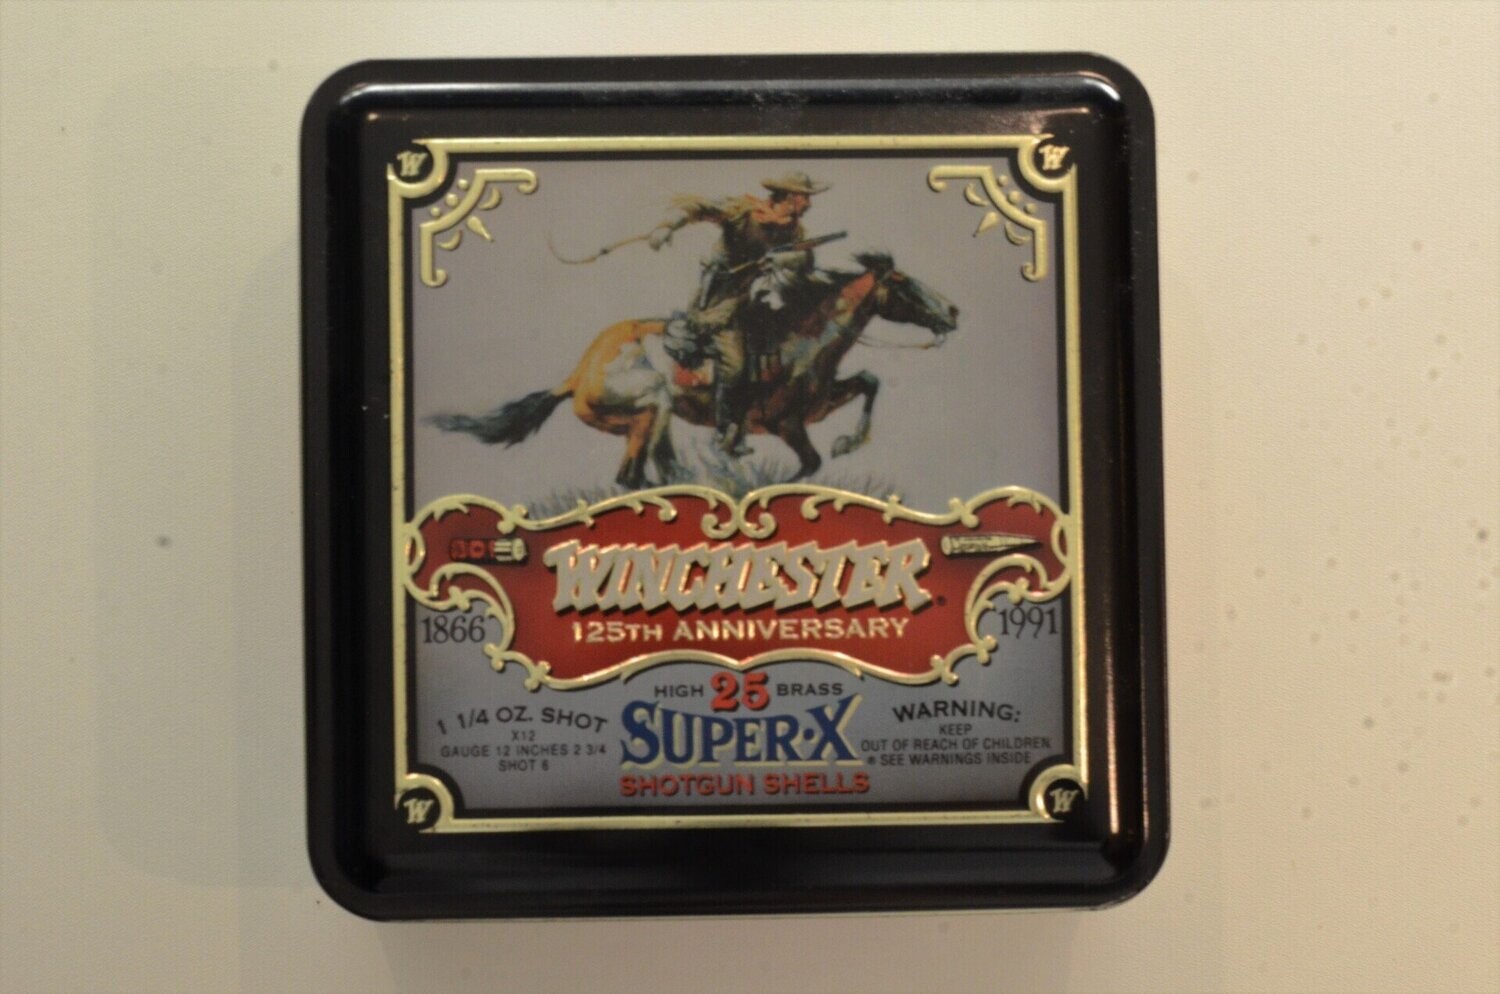 W W
WINCHESTER®
125TH ANNIVERSARY
1866 1991
HIGH 25 BRASS
SUPER·X
SHOTGUN SHELLS
1 1/4 OZ. SHOT
X12
GAUGE 12 INCHES 2 3/4
SHOT 6
WARNING:
KEEP
OUT OF REACH OF CHILDREN
• SEE WARNINGS INSIDE
W W